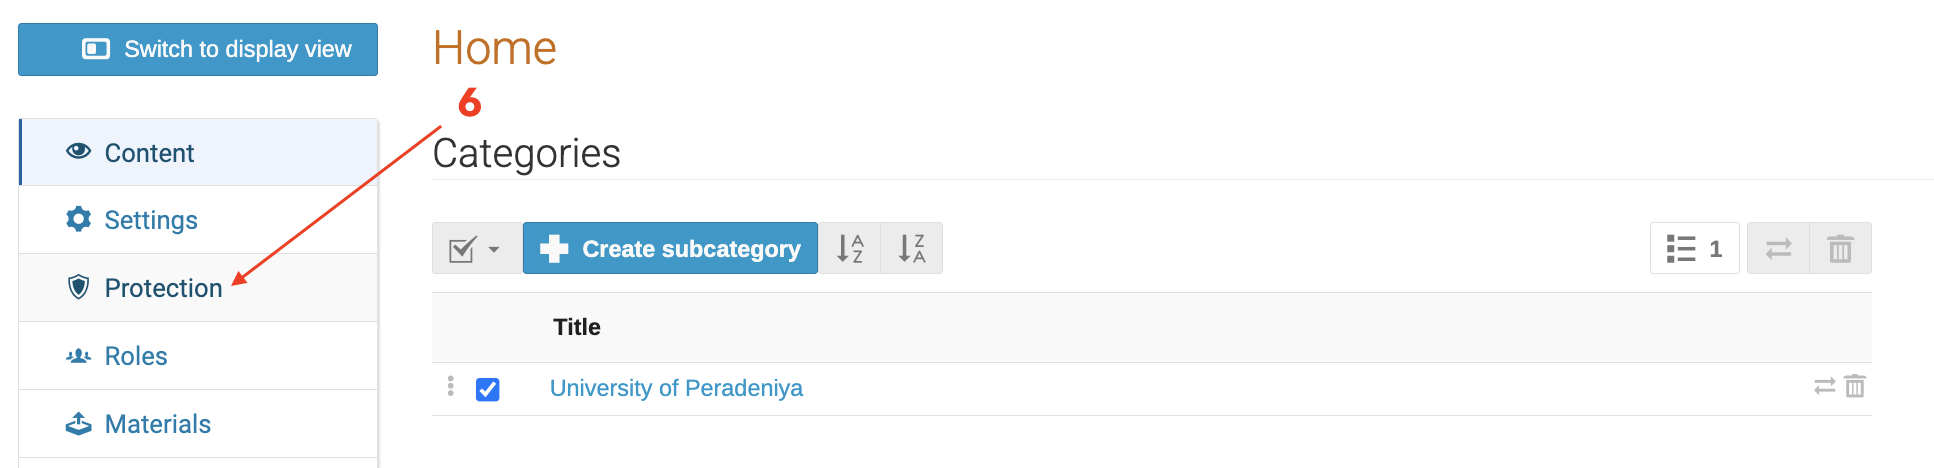 Switch to display view
Home
6
Content
Categories
Settings
Create subcategory
A
Z
Z
A
1
Protection
Title
Roles
University of Peradeniya
Materials